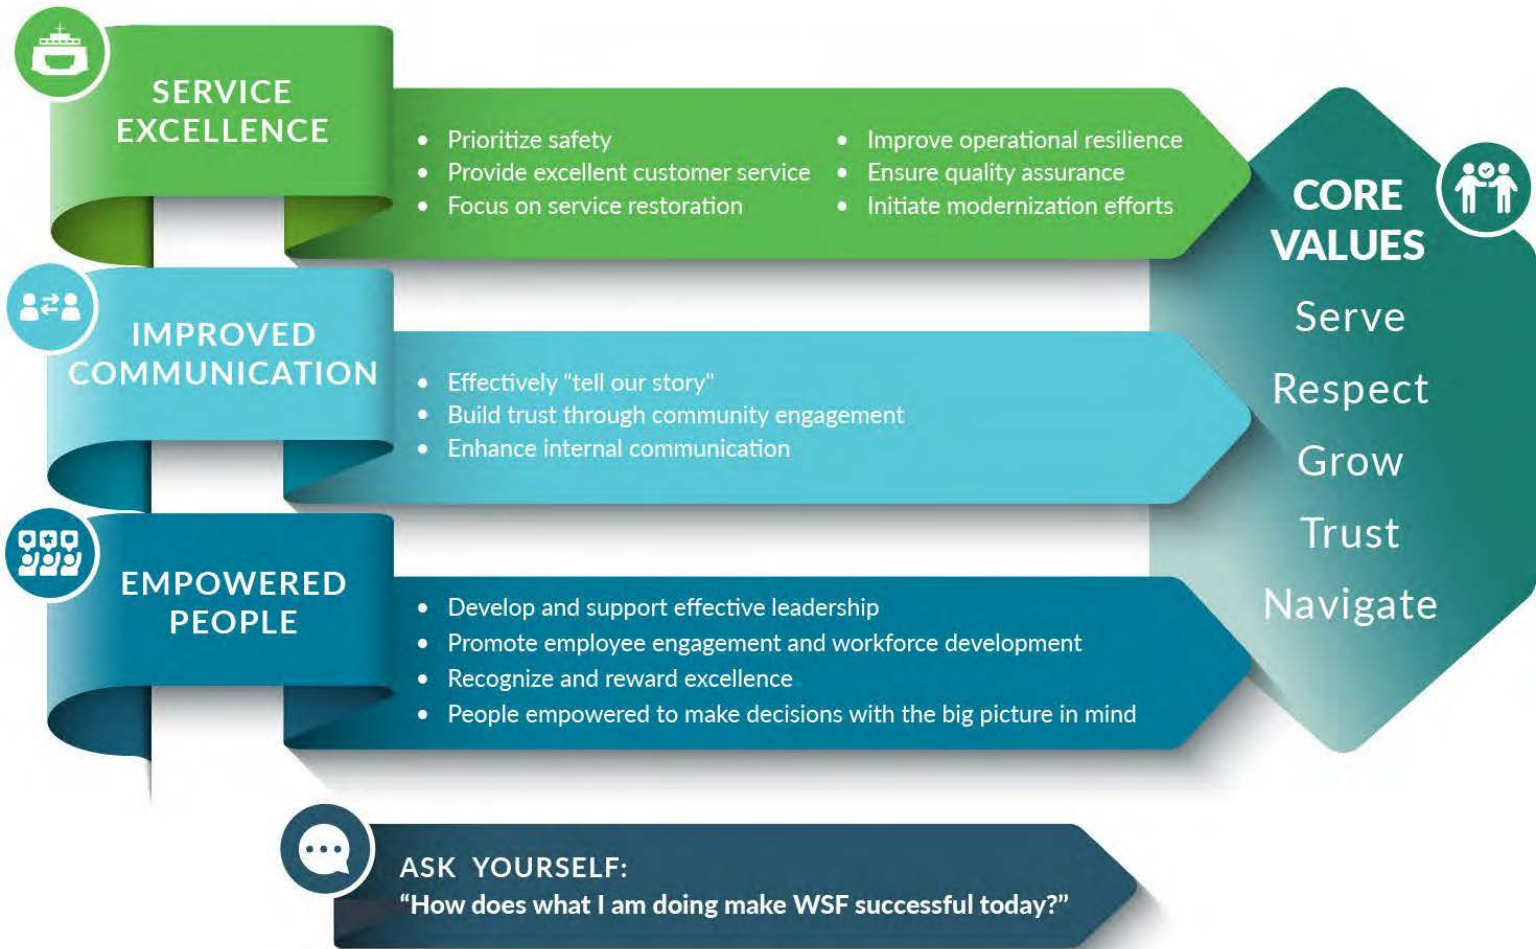 SERVICE
EXCELLENCE
• Prioritize safety
• Provide excellent customer service
• Focus on service restoration
• Improve operational resilience
• Ensure quality assurance
• Initiate modernization efforts
IMPROVED
COMMUNICATION
• Effectively “tell our story"
• Build trust through community engagement
• Enhance internal communication
EMPOWERED
PEOPLE
• Develop and support effective leadership
• Promote employee engagement and workforce development
• Recognize and reward excellence
• People empowered to make decisions with the big picture in mind
CORE
VALUES
Serve
Respect
Grow
Trust
Navigate
ASK YOURSELF:
“How does what I am doing make WSF successful today?”